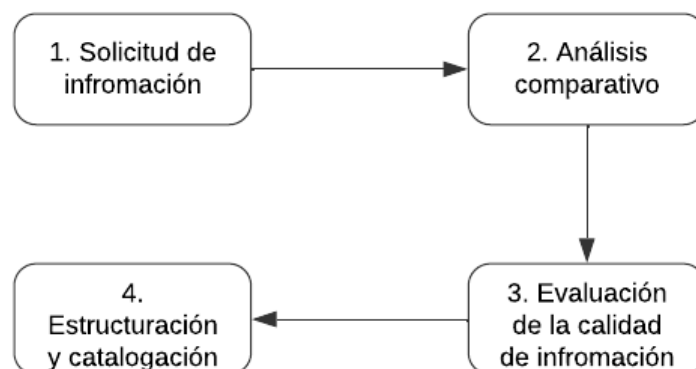 1. Solicitud de
infromación
2. Análisis
comparativo
3. Evaluación
de la calidad
de infromación
4.
Estructuración
y catalogación